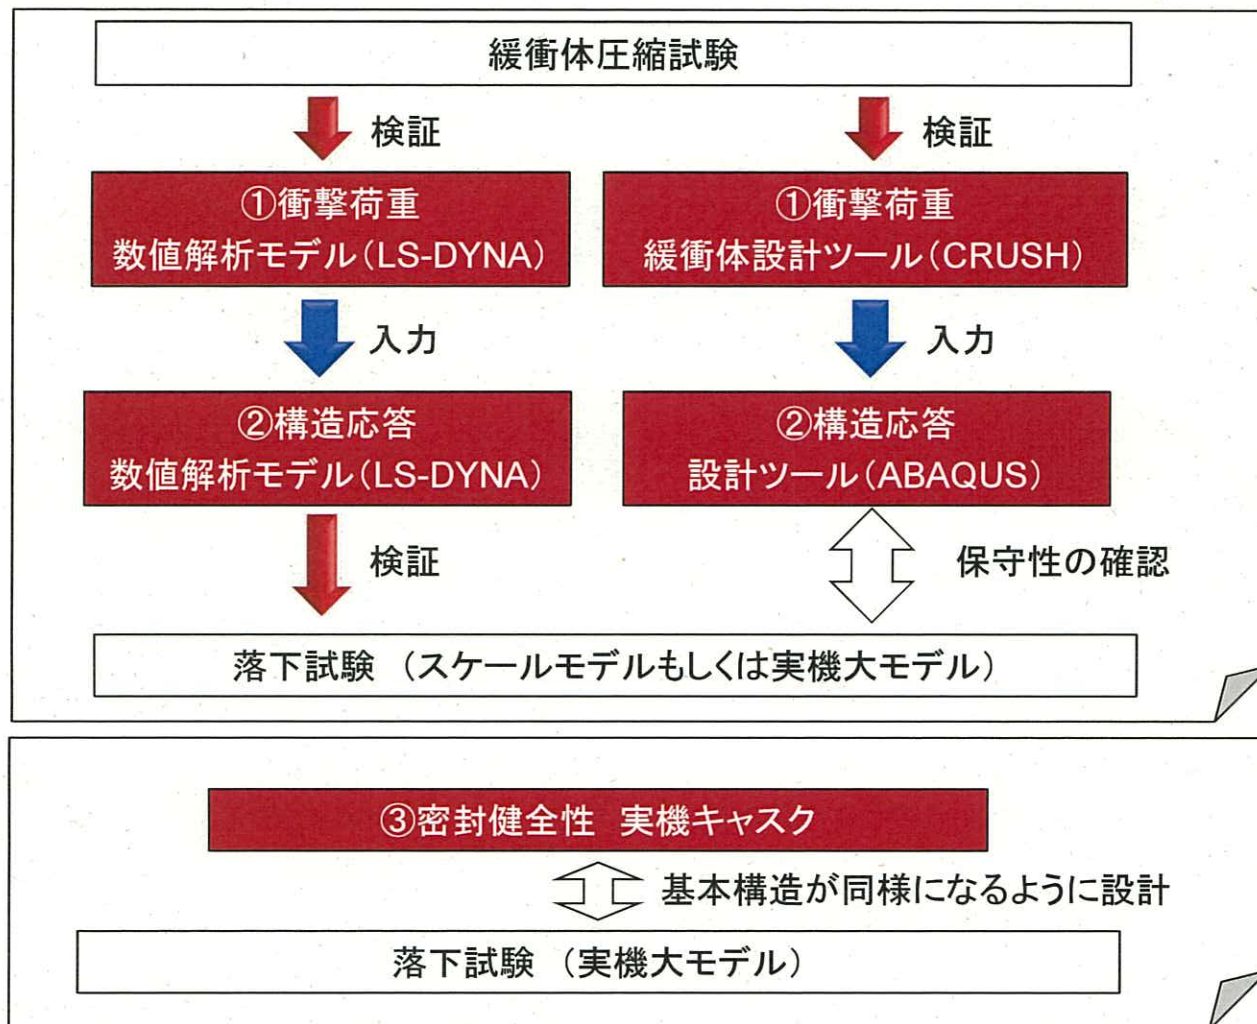 緩衝体圧縮試験
検証
検証
①衝撃荷重
数値解析モデル(LS-DYNA)
①衝撃荷重
緩衝体設計ツール(CRUSH)
入力
入力
②構造応答
数値解析モデル(LS-DYNA)
②構造応答
設計ツール(ABAQUS)
検証
保守性の確認
落下試験 (スケールモデルもしくは実機大モデル)
③密封健全性 実機キャスク
基本構造が同様になるように設計
落下試験 (実機大モデル)